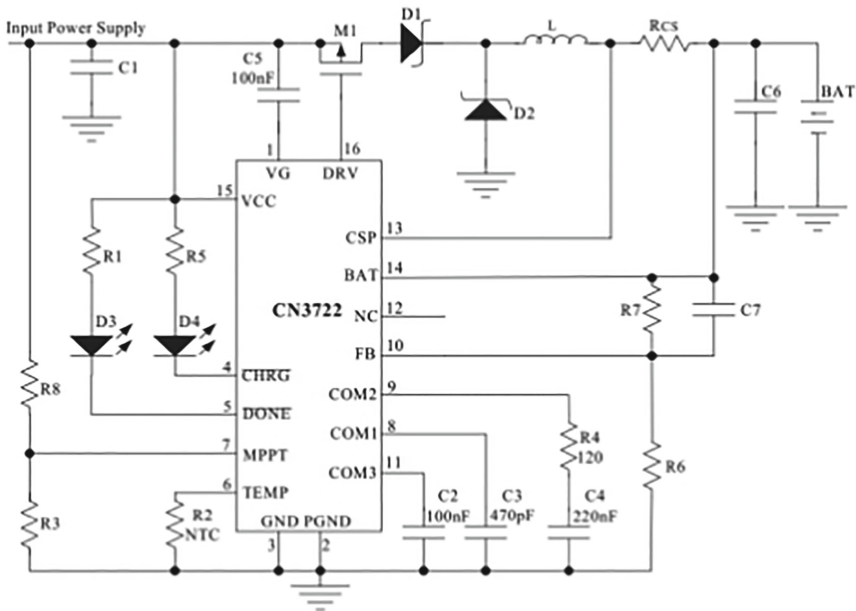 Input Power Supply
M1
D1
L
RCS
C1
C5
100nF
C6
BAT
D2
1
16
VG
DRV
15
VCC
CSP
13
R1
R5
BAT
14
CN3722
NC
12
R7
C7
D3
D4
FB
10
4
CHRG
R8
COM2
9
5
DONE
COM1
8
R4
120
7
MPPT
COM3
11
R6
6
TEMP
R3
R2
NTC
GND PGND
C2
100nF
C3
470pF
C4
220nF
3
2